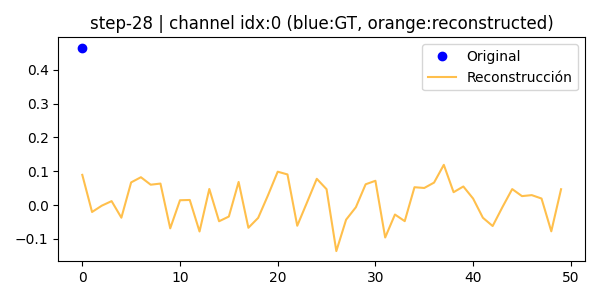 step-28 | channel idx:0 (blue:GT, orange:reconstructed)
Original
Reconstrucción
0.4
0.3
0.2
0.1
0.0
−0.1
0 10 20 30 40 50